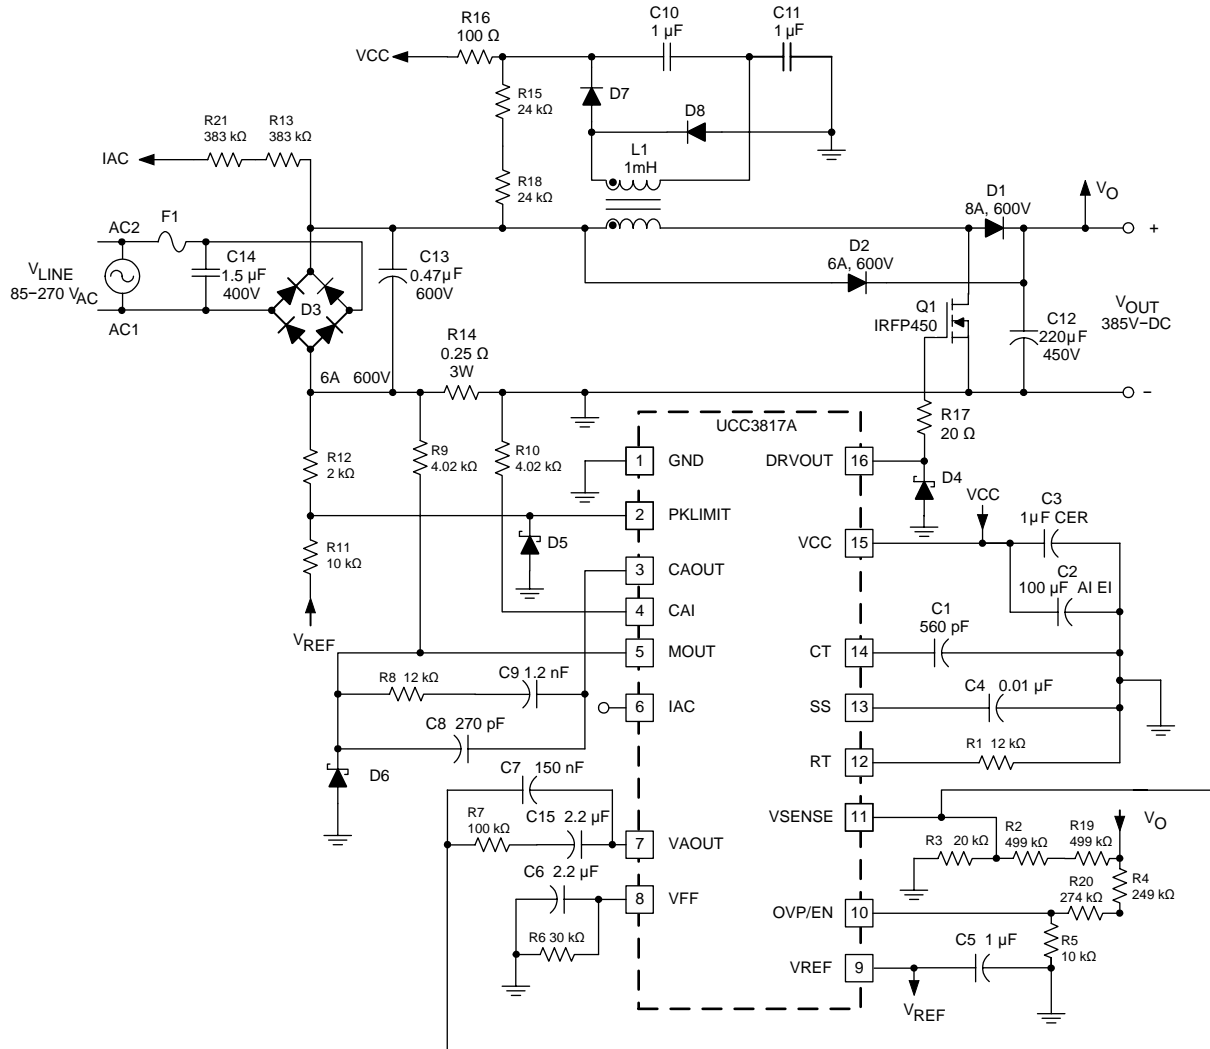 R16
100 Ω
VCC
C10
1 µF
C11
1 µF
R15
24 kΩ
D7
D8
R21
383 kΩ
R13
383 kΩ
IAC
L1
1mH
R18
24 kΩ
D1
8A, 600V
VO
F1
AC2
C14
1.5 µF
400V
VLINE
85−270 VAC
AC1
D3
C13
0.47µF
600V
D2
6A, 600V
+
Q1
IRFP450
VOUT
385V−DC
C12
220µF
450V
R14
0.25 Ω
3W
6A 600V
−
R17
20 Ω
UCC3817A
R12
2 kΩ
R9
4.02 kΩ
R10
4.02 kΩ
1 GND
DRVOUT 16
D4
VCC
C3
1µF CER
2 PKLIMIT
D5
VCC 15
R11
10 kΩ
3 CAOUT
C2
100 µF AI EI
4 CAI
C1
560 pF
VREF
5 MOUT
CT 14
C9 1.2 nF
R8 12 kΩ
C4 0.01 µF
6 IAC
SS 13
C8 270 pF
R1 12 kΩ
D6
RT 12
C7 150 nF
R7
100 kΩ
C15 2.2 µF
VSENSE 11
VO
R3 20 kΩ
R2
499 kΩ
R19
499 kΩ
7 VAOUT
C6 2.2 µF
R20
274 kΩ
R4
249 kΩ
8 VFF
OVP/EN 10
R6 30 kΩ
C5 1 µF
R5
10 kΩ
VREF 9
VREF